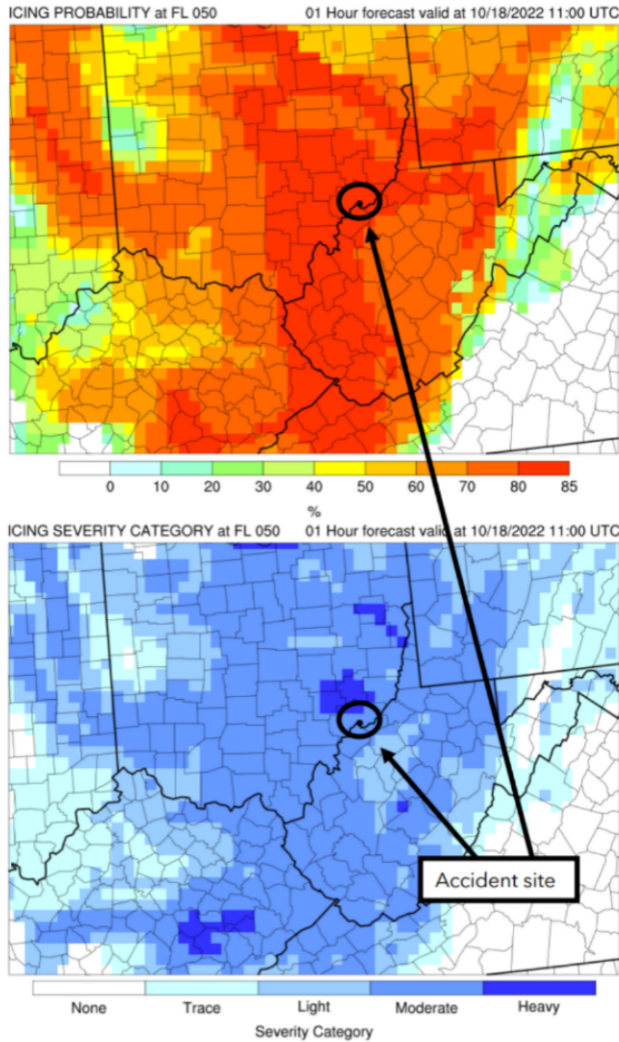 ICING PROBABILITY at FL 050 01 Hour forecast valid at 10/18/2022 11:00 UTC
0 10 20 30 40 50 60 70 80 85
%
ICING SEVERITY CATEGORY at FL 050 01 Hour forecast valid at 10/18/2022 11:00 UTC
Accident site
None Trace Light Moderate Heavy
Severity Category